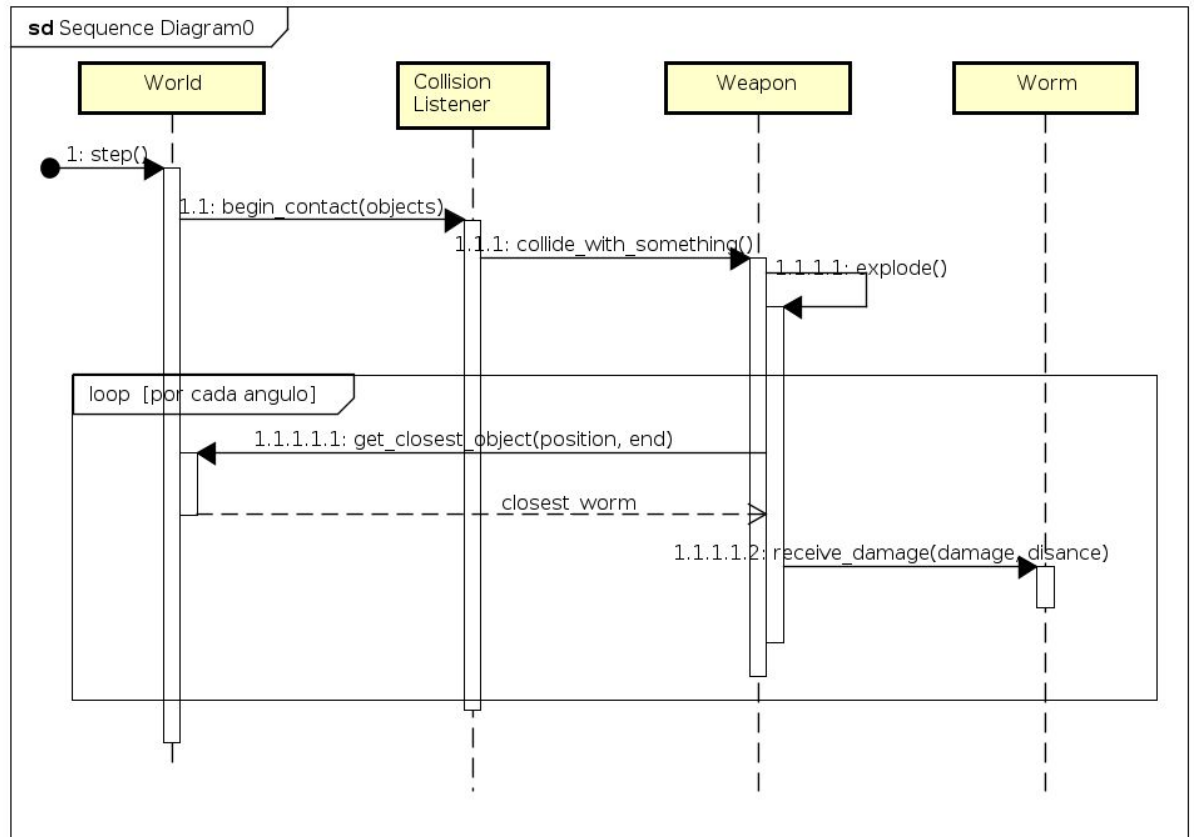 sd Sequence Diagram0
World
Collision
Listener
Weapon
Worm
1: step()
1.1: begin_contact(objects)
1.1.1: collide_with_something()
1.1.1.1: explode()
loop [por cada angulo]
1.1.1.1.1: get_closest_object(position, end)
closest_worm
1.1.1.1.2: receive_damage(damage, disance)